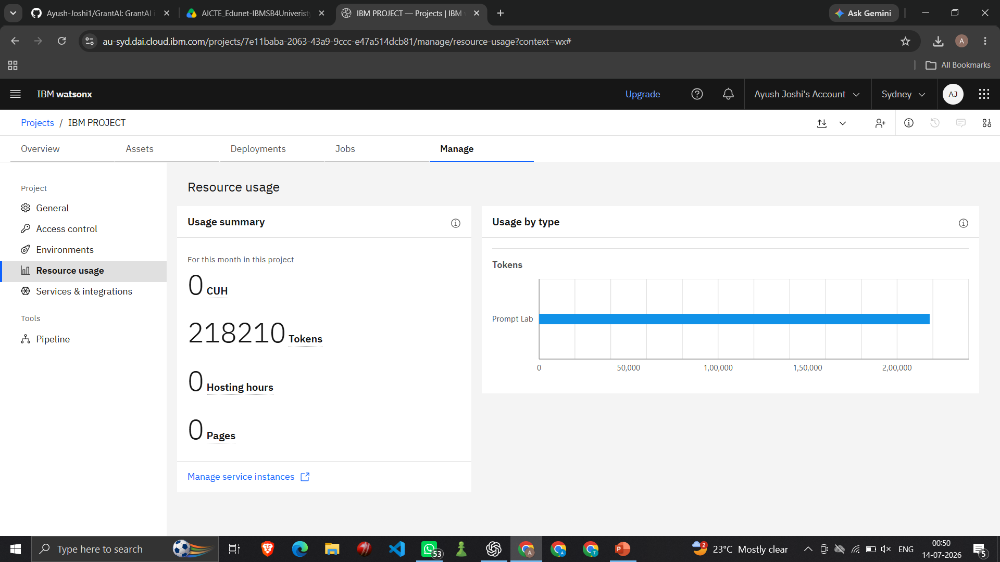 Ayush-Joshi1/GrantAI: GrantAI i
AICTE_Edunet-IBMSB4Univerist
IBM PROJECT — Projects | IBM
Ask Gemini
au-syd.dai.cloud.ibm.com/projects/7e11baba-2063-43a9-9ccc-e47a514dcb81/manage/resource-usage?context=wx#
A
All Bookmarks
IBM watsonx
Upgrade
Ayush Joshi's Account
Sydney
AJ
Projects / IBM PROJECT
Overview
Assets
Deployments
Jobs
Manage
Project
General
Access control
Environments
Resource usage
Services & integrations
Tools
Pipeline
Resource usage
Usage summary
For this month in this project
0 CUH
218210 Tokens
0 Hosting hours
0 Pages
Manage service instances
Usage by type
Tokens
Prompt Lab
0 50,000 1,00,000 1,50,000 2,00,000
Type here to search
53
2
23°C Mostly clear
ENG
00:50
14-07-2026
5